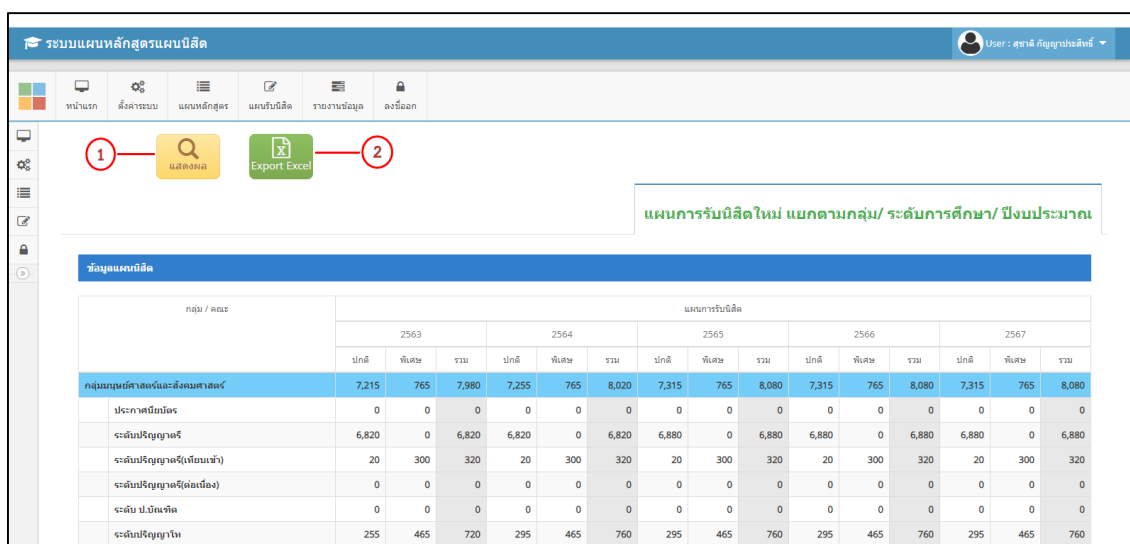 ระบบแผนหลักสูตรแผนนิสิต
User : สุชาติ กัญญาประสิทธิ์
หน้าแรก ตั้งค่าระบบ แผนหลักสูตร แผนรับนิสิต รายงานข้อมูล ลงชื่ออก
1 แสดงผล Export Excel 2
แผนการรับนิสิตใหม่ แยกตามกลุ่ม/ ระดับการศึกษา/ ปีงบประมาณ
ข้อมูลแผนนิสิต
กลุ่ม / คณะ แผนการรับนิสิต
2563 2564 2565 2566 2567
ปกติ พิเศษ รวม ปกติ พิเศษ รวม ปกติ พิเศษ รวม ปกติ พิเศษ รวม ปกติ พิเศษ รวม
กลุ่มมนุษย์ศาสตร์และสังคมศาสตร์ 7,215 765 7,980 7,255 765 8,020 7,315 765 8,080 7,315 765 8,080 7,315 765 8,080
ประกาศนียบัตร 0 0 0 0 0 0 0 0 0 0 0 0 0 0 0
ระดับปริญญาตรี 6,820 0 6,820 6,820 0 6,820 6,880 0 6,880 6,880 0 6,880 6,880 0 6,880
ระดับปริญญาตรี(เทียบเข้า) 20 300 320 20 300 320 20 300 320 20 300 320 20 300 320
ระดับปริญญาตรี(ต่อเนื่อง) 0 0 0 0 0 0 0 0 0 0 0 0 0 0 0
ระดับ ป.บัณฑิต 0 0 0 0 0 0 0 0 0 0 0 0 0 0 0
ระดับปริญญาโท 255 465 720 295 465 760 295 465 760 295 465 760 295 465 760